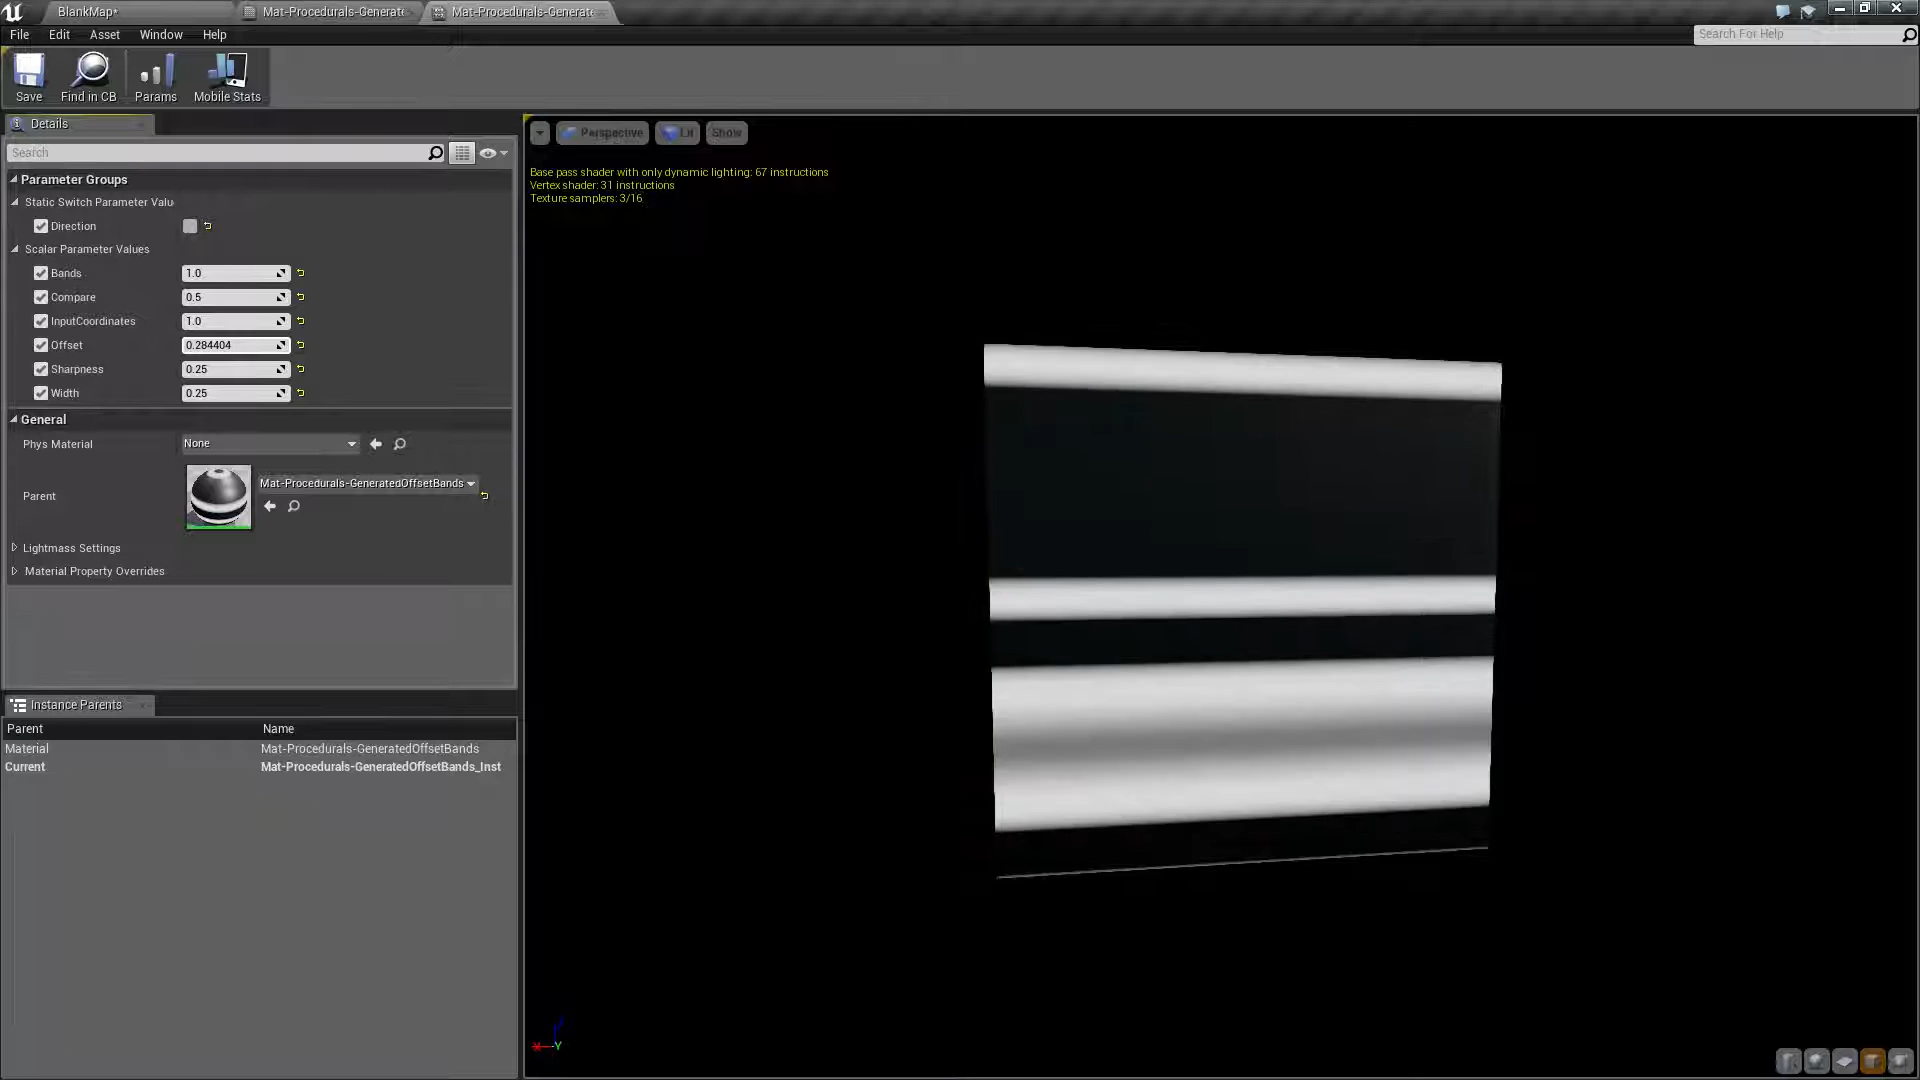 BlankMap*
Mat-Procedurals-Generat
Mat-Procedurals-Generat
File Edit Asset Window Help
Search For Help
Save
Find in CB
Params
Mobile Stats
Details
Search
Parameter Groups
Static Switch Parameter Valu
Direction
Scalar Parameter Values
Bands 1.0
Compare 0.5
InputCoordinates 1.0
Offset 0.284404
Sharpness 0.25
Width 0.25
General
Phys Material None
Parent Mat-Procedurals-GeneratedOffsetBands
Lightmass Settings
Material Property Overrides
Instance Parents
Parent Name
Material Mat-Procedurals-GeneratedOffsetBands
Current Mat-Procedurals-GeneratedOffsetBands_Inst
Perspective Lit Show
Base pass shader with only dynamic lighting: 67 instructions
Vertex shader: 31 instructions
Texture samplers: 3/16
X Y